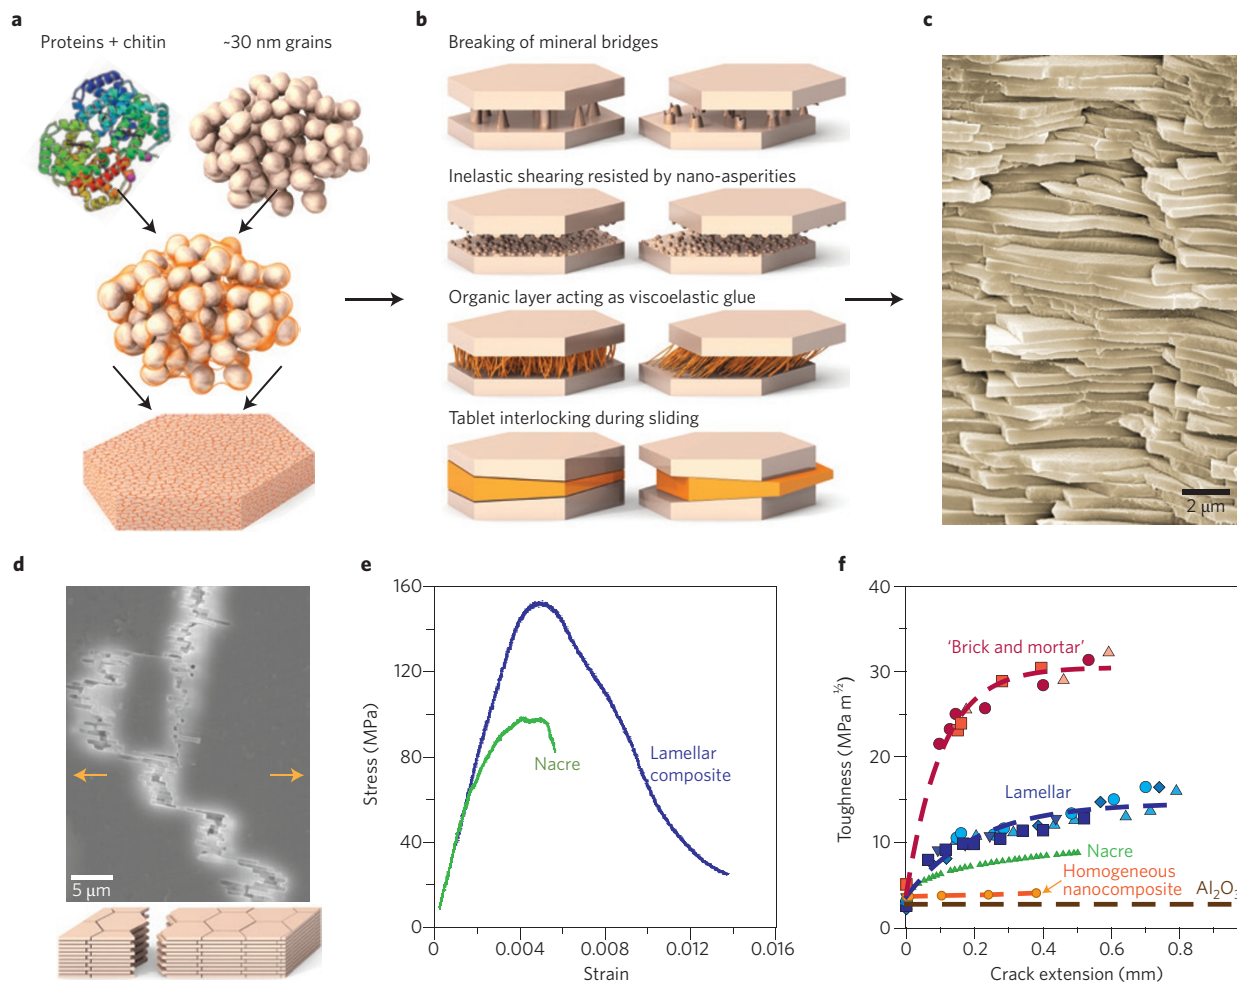 a
Proteins + chitin
~30 nm grains
b
Breaking of mineral bridges
Inelastic shearing resisted by nano-asperities
Organic layer acting as viscoelastic glue
Tablet interlocking during sliding
c
2 μm
d
5 μm
e
160
120
80
40
0
Stress (MPa)
Nacre
Lamellar
composite
0
0.004
0.008
0.012
0.016
Strain
f
40
30
20
10
0
Toughness (MPa m^½)
'Brick and mortar'
Lamellar
Nacre
Homogeneous
nanocomposite
Al₂O₃
0
0.2
0.4
0.6
0.8
Crack extension (mm)